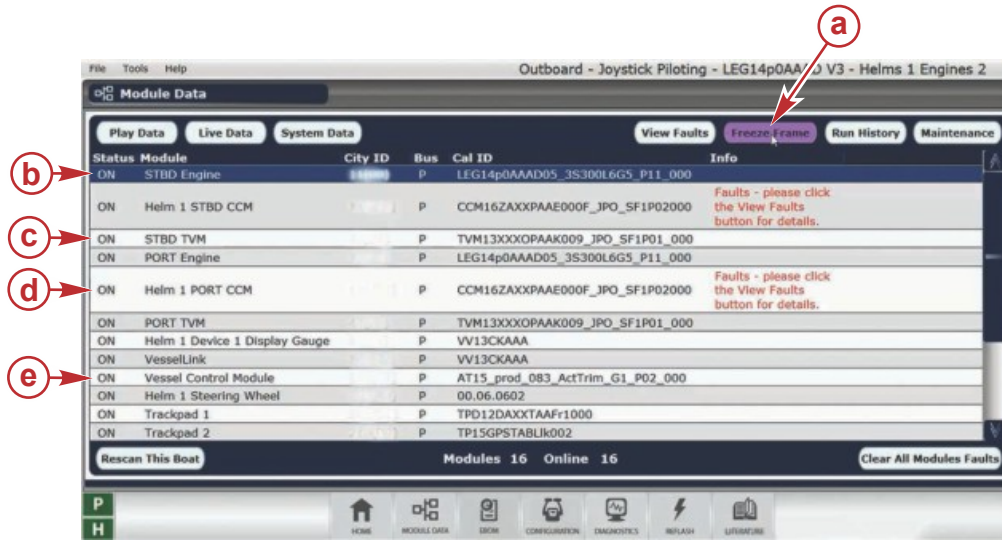 a
File Tools Help Outboard - Joystick Piloting - LEG14p0AAAD V3 - Helms 1 Engines 2
Module Data
Play Data Live Data System Data View Faults Freeze Frame Run History Maintenance
Status Module City ID Bus Cal ID Info
b ON STBD Engine P LEG14p0AAAD05_3S300L6G5_P11_000
ON Helm 1 STBD CCM P CCM16ZAXXPAAE000F_JPO_SF1P02000 Faults - please click
the View Faults
button for details.
c ON STBD TVM P TVM13XXXOPAAK009_JPO_SF1P01_000
ON PORT Engine P LEG14p0AAAD05_3S300L6G5_P11_000
d ON Helm 1 PORT CCM P CCM16ZAXXPAAE000F_JPO_SF1P02000 Faults - please click
the View Faults
button for details.
ON PORT TVM P TVM13XXXOPAAK009_JPO_SF1P01_000
ON Helm 1 Device 1 Display Gauge P VV13CKAAA
ON VesselLink P VV13CKAAA
e ON Vessel Control Module P AT15_prod_083_ActTrim_G1_P02_000
ON Helm 1 Steering Wheel P 00.06.0602
ON Trackpad 1 P TPD12DAXXTAAFr1000
ON Trackpad 2 P TP15GPSTABLlk002
Rescan This Boat Modules 16 Online 16 Clear All Modules Faults
P
H
HOME MODULE DATA EBOM CONFIGURATION DIAGNOSTICS REFLASH LITERATURE